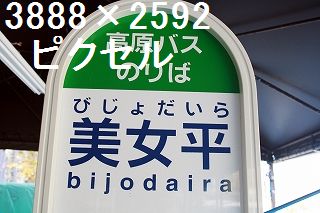 3888×2592
ピクセル
高原バス
のりば
びじょだいら
美女平
bijodaira